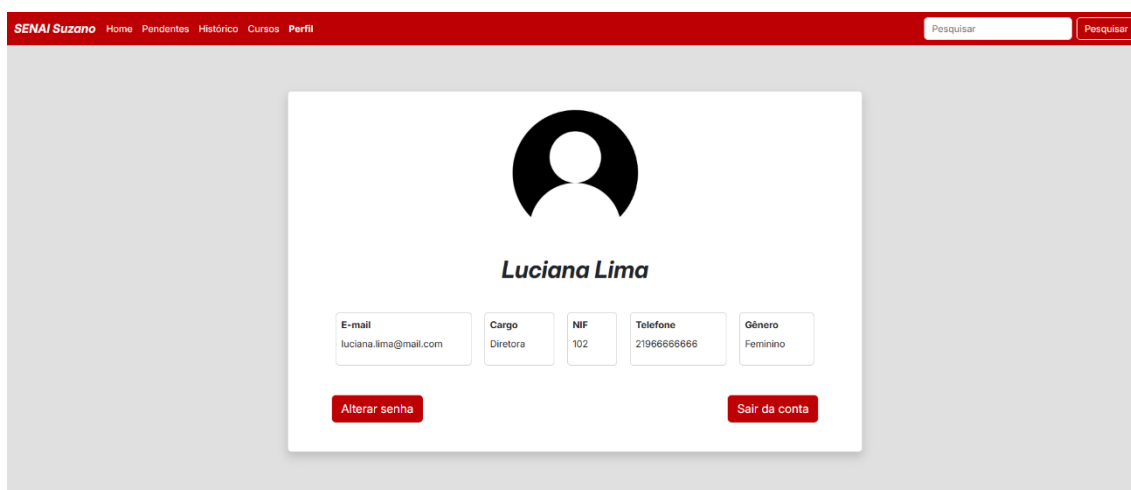 SENAI Suzano Home Pendentes Histórico Cursos Perfil Pesquisar Pesquisar
Luciana Lima
E-mail Cargo NIF Telefone Gênero
luciana.lima@mail.com Diretora 102 21966666666 Feminino
Alterar senha Sair da conta